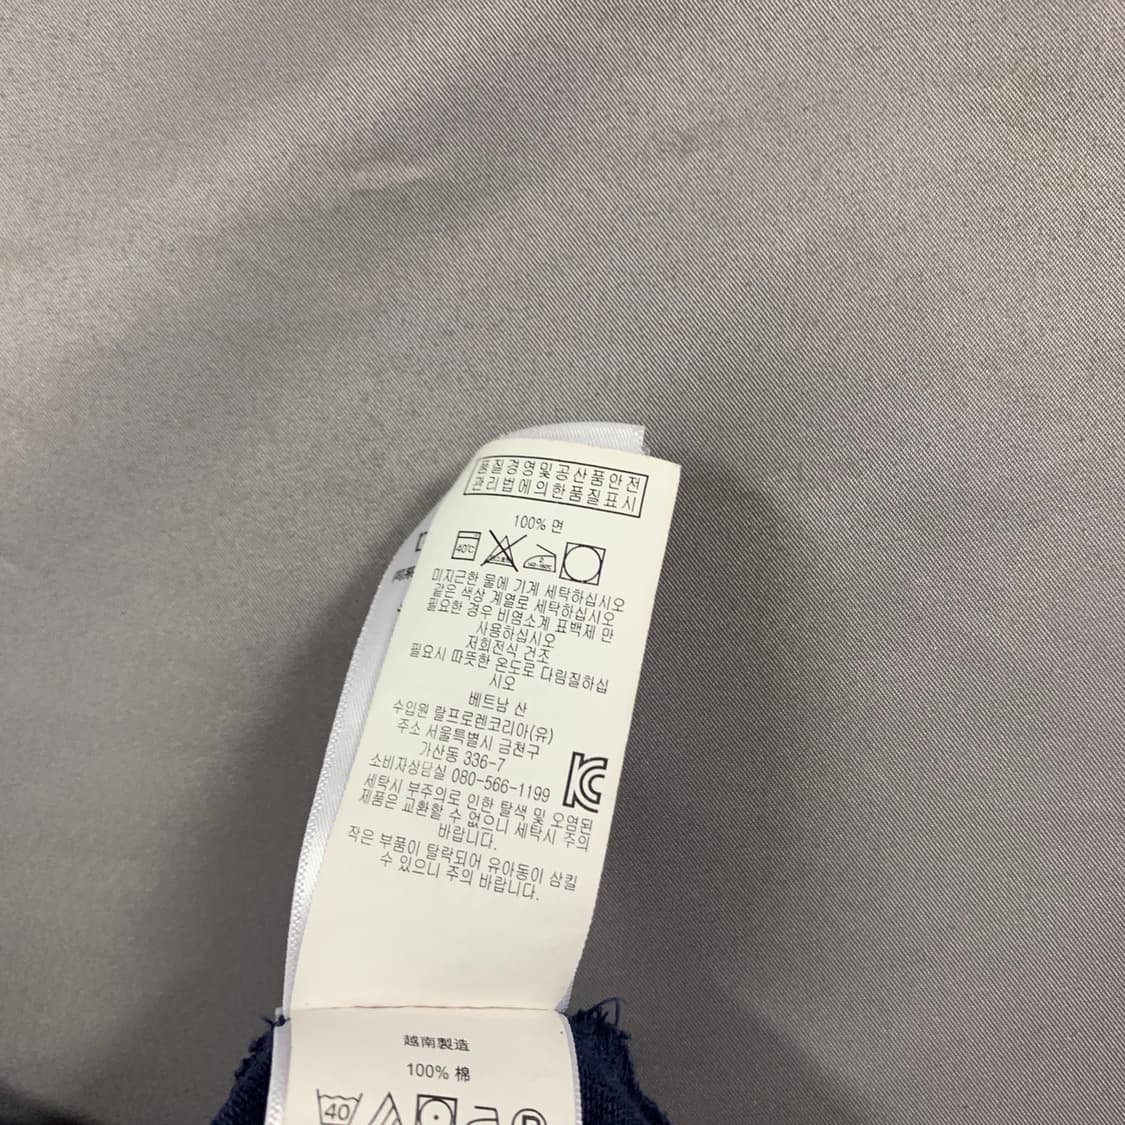 품질경영및공산품안전
관리법에의한품질표시
100% 면
40℃
미지근한 물에 기계 세탁하십시오
같은 색상 계열로 세탁하십시오
필요한 경우 비염소계 표백제 만
사용하십시오
저회전식 건조
필요시 따뜻한 온도로 다림질하십
시오
베트남 산
수입원 랄프로렌코리아(유)
주소 서울특별시 금천구
가산동 336-7
소비자상담실 080-566-1199
세탁시 부주의로 인한 탈색 및 오염된
제품은 교환할 수 없으니 세탁시 주의
바랍니다.
작은 부품이 탈락되어 유아동이 삼킬
수 있으니 주의 바랍니다.
越南製造
100% 棉
40